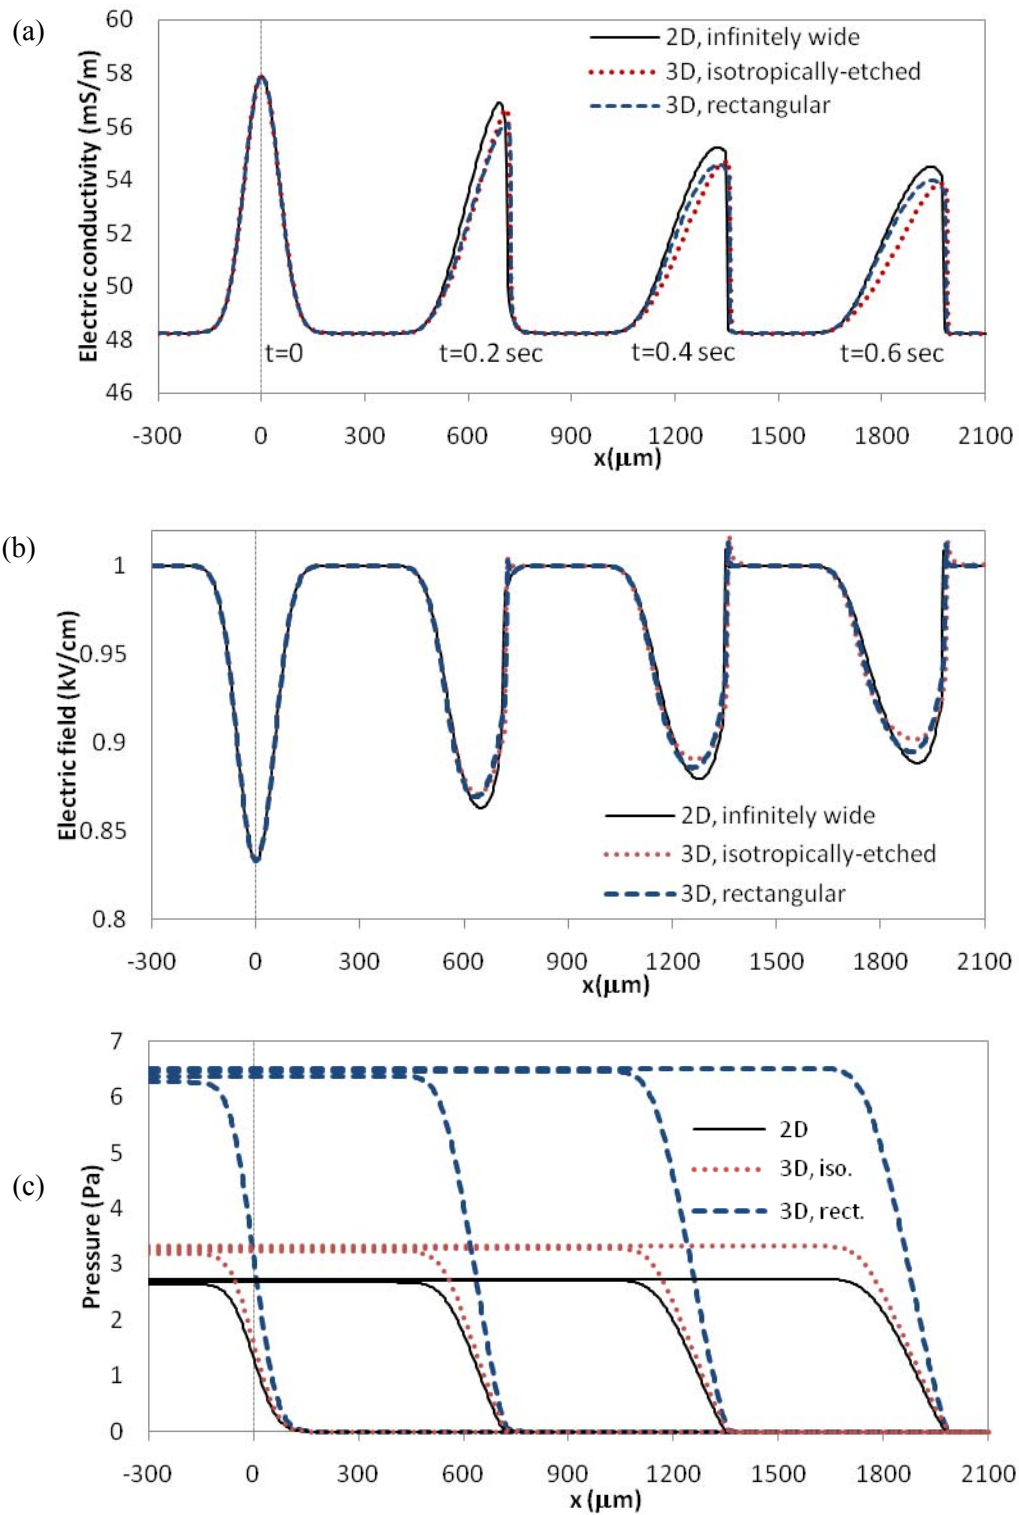 (a)
Electric conductivity (mS/m)
60
58
56
54
52
50
48
46
2D, infinitely wide
3D, isotropically-etched
3D, rectangular
t=0
t=0.2 sec
t=0.4 sec
t=0.6 sec
-300 0 300 600 900 1200 1500 1800 2100
x(μm)
(b)
Electric field (kV/cm)
1
0.95
0.9
0.85
0.8
2D, infinitely wide
3D, isotropically-etched
3D, rectangular
-300 0 300 600 900 1200 1500 1800 2100
x(μm)
(c)
Pressure (Pa)
7
6
5
4
3
2
1
0
2D
3D, iso.
3D, rect.
-300 0 300 600 900 1200 1500 1800 2100
x (μm)